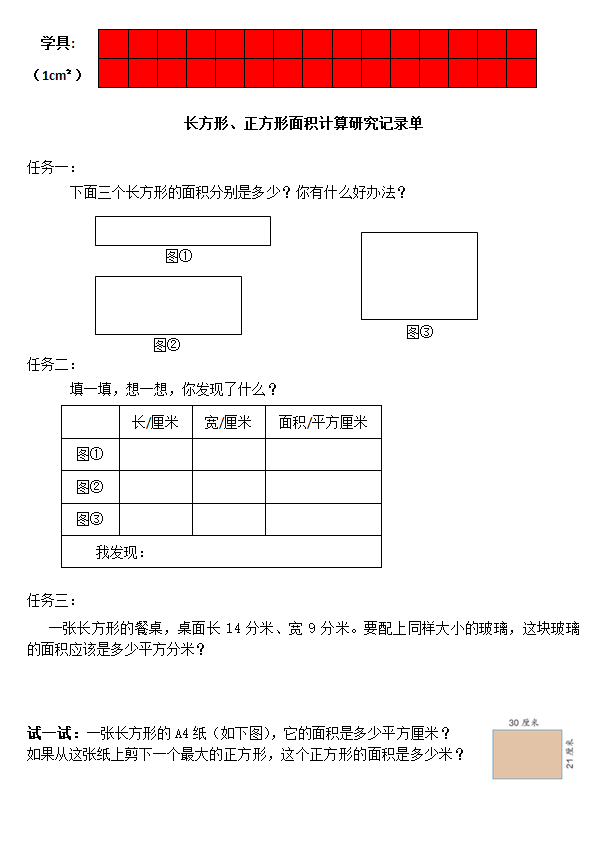 学具:
（1cm²）
长方形、正方形面积计算研究记录单
任务一：
下面三个长方形的面积分别是多少？你有什么好办法？
图①
图②
图③
任务二：
填一填，想一想，你发现了什么？
长/厘米 宽/厘米 面积/平方厘米
图①
图②
图③
我发现：
任务三：
一张长方形的餐桌，桌面长 14 分米、宽 9 分米。要配上同样大小的玻璃，这块玻璃
的面积应该是多少平方分米？
试一试：一张长方形的 A4 纸（如下图），它的面积是多少平方厘米？
如果从这张纸上剪下一个最大的正方形，这个正方形的面积是多少米？
30 厘米
21 厘米